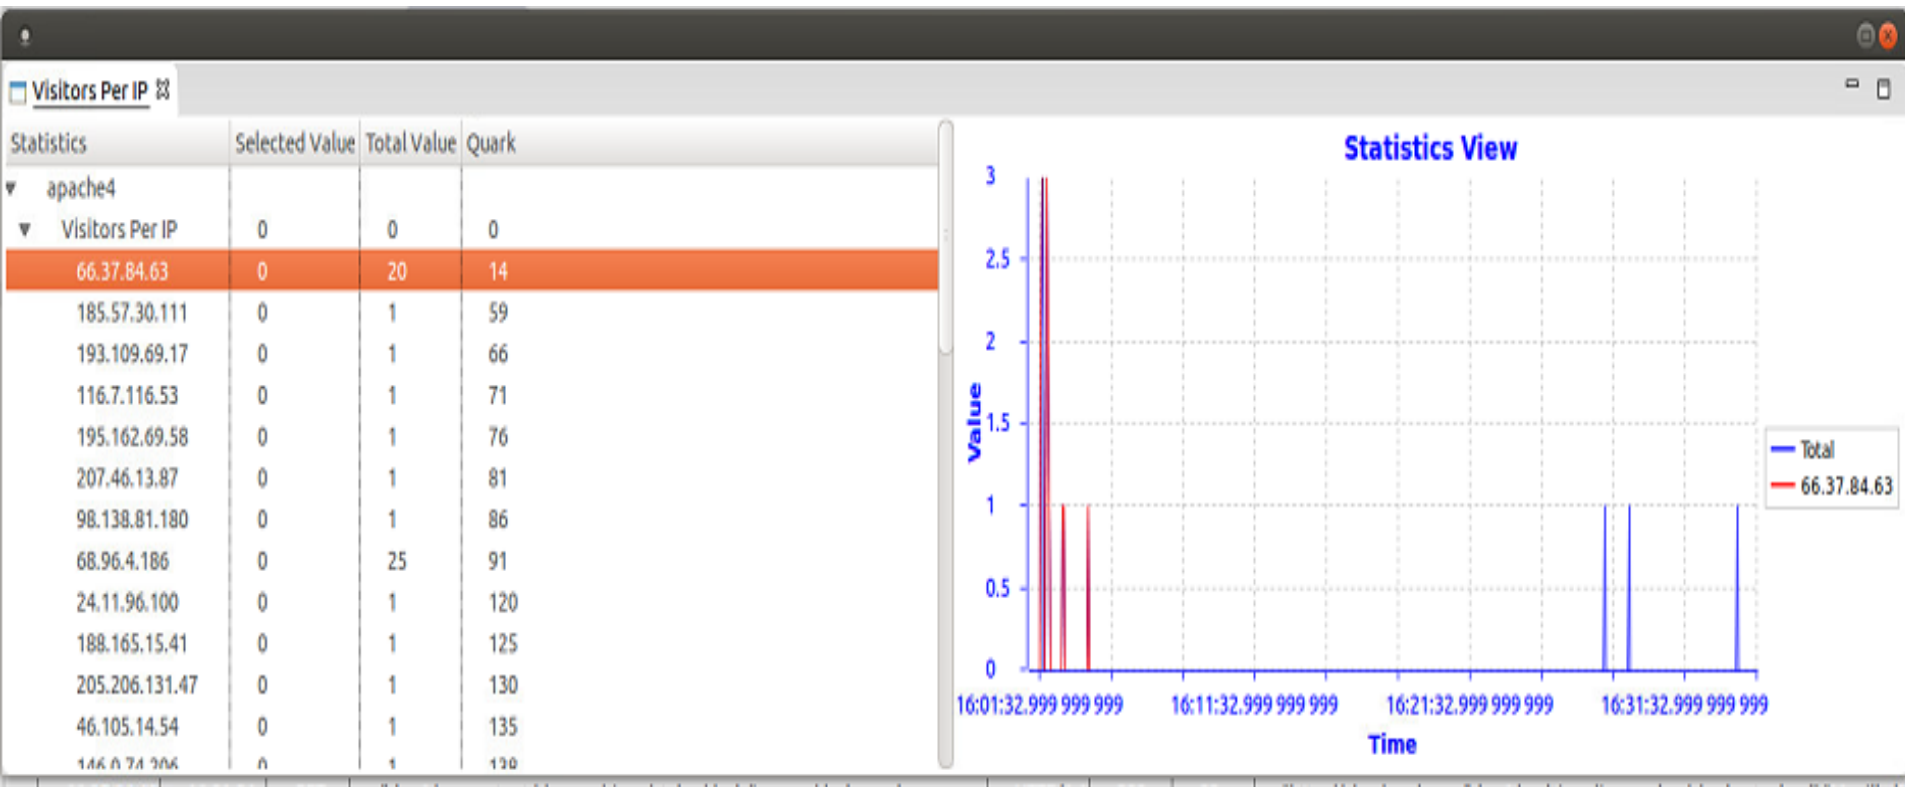 Visitors Per IP
Statistics Selected Value Total Value Quark
apache4
Visitors Per IP 0 0 0
66.37.84.63 0 20 14
185.57.30.111 0 1 59
193.109.69.17 0 1 66
116.7.116.53 0 1 71
195.162.69.58 0 1 76
207.46.13.87 0 1 81
98.138.81.180 0 1 86
68.96.4.186 0 25 91
24.11.96.100 0 1 120
188.165.15.41 0 1 125
205.206.131.47 0 1 130
46.105.14.54 0 1 135
Statistics View
3
2.5
2
1.5
1
0.5
0
Value
16:01:32.999 999 999 16:11:32.999 999 999 16:21:32.999 999 999 16:31:32.999 999 999
Time
Total
66.37.84.63